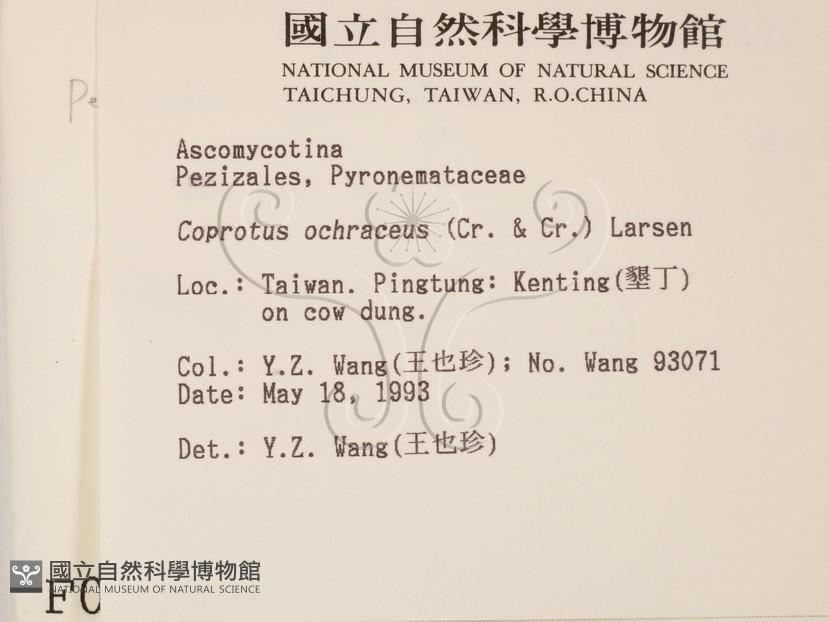 國立自然科學博物館
NATIONAL MUSEUM OF NATURAL SCIENCE
TAICHUNG, TAIWAN, R.O.CHINA
Pe
Ascomycotina
Pezizales, Pyronemataceae
Coprotus ochraceus (Cr. & Cr.) Larsen
Loc.: Taiwan. Pingtung: Kenting(墾丁)
on cow dung.
Col.: Y.Z. Wang(王也珍); No. Wang 93071
Date: May 18, 1993
Det.: Y.Z. Wang(王也珍)
國立自然科學博物館
NATIONAL MUSEUM OF NATURAL SCIENCE
FC